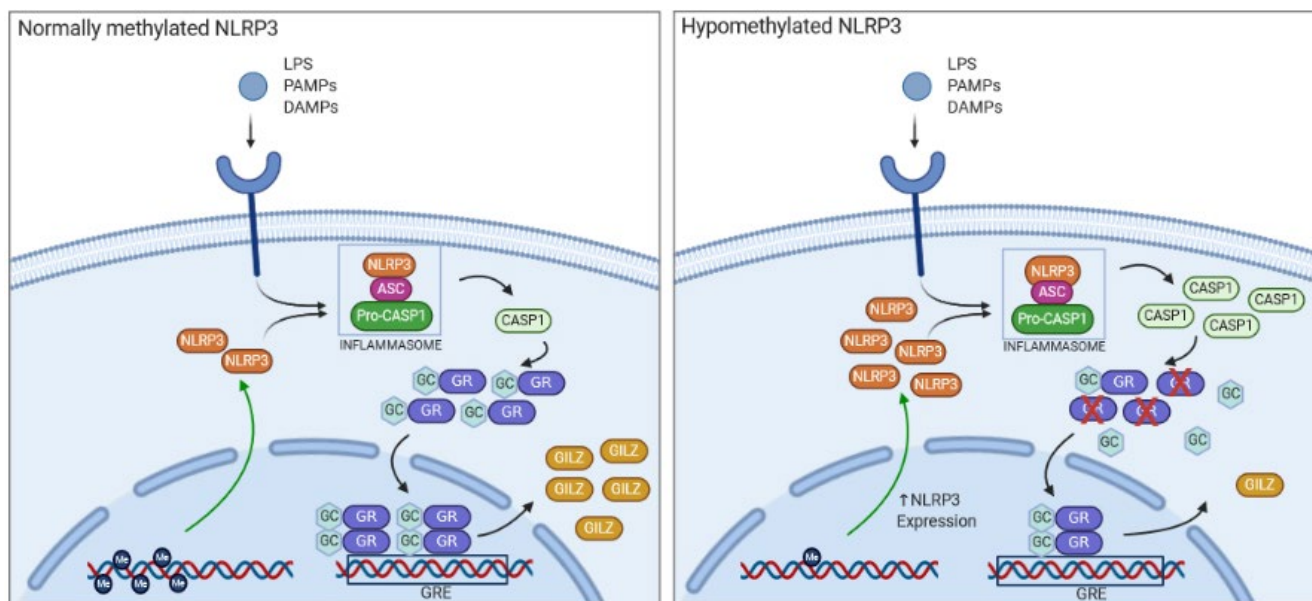 Normally methylated NLRP3
LPS
PAMPs
DAMPs
NLRP3
ASC
Pro-CASP1
INFLAMMASOME
CASP1
NLRP3
NLRP3
GC GR
GC GR
GC GR
GC GR
GILZ
GILZ
GILZ
GILZ
GILZ
GC GR
GC GR
GC GR
GC GR
Me
Me
Me
Me
Me
GRE
Hypomethylated NLRP3
LPS
PAMPs
DAMPs
NLRP3
ASC
Pro-CASP1
INFLAMMASOME
CASP1
CASP1
CASP1
CASP1
NLRP3
NLRP3
NLRP3
NLRP3
NLRP3
GC GR
GR
GR
GR
GC
GC
GC
↑NLRP3
Expression
GILZ
GC GR
GC GR
Me
GRE